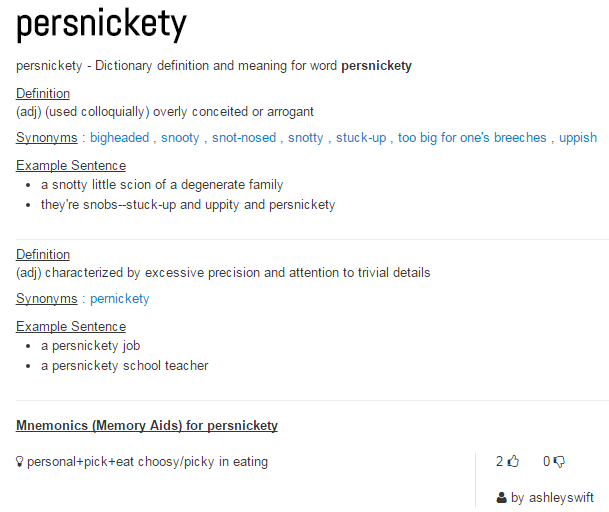 persnickety
persnickety - Dictionary definition and meaning for word persnickety
Definition
(adj) (used colloquially) overly conceited or arrogant
Synonyms : bigheaded , snooty , snot-nosed , snotty , stuck-up , too big for one's breeches , uppish
Example Sentence
• a snotty little scion of a degenerate family
• they're snobs--stuck-up and uppity and persnickety
Definition
(adj) characterized by excessive precision and attention to trivial details
Synonyms : pernickety
Example Sentence
• a persnickety job
• a persnickety school teacher
Mnemonics (Memory Aids) for persnickety
personal+pick+eat choosy/picky in eating
2 0
by ashleyswift